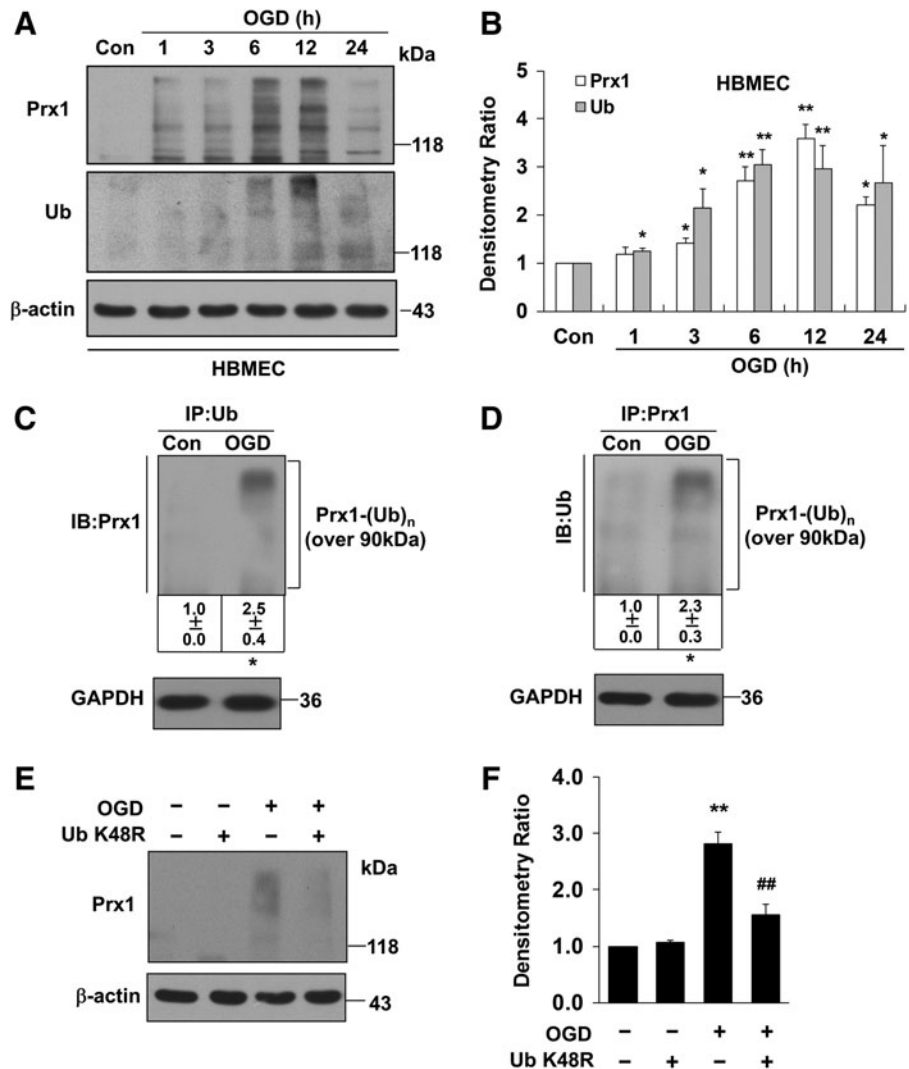 A
OGD (h)
Con 1 3 6 12 24 kDa
Prx1
118
Ub
118
β-actin
43
HBMEC
B
HBMEC
Prx1
Ub
Densitometry Ratio
5
4
3
2
1
0
*
* *
** **
** **
* *
Con 1 3 6 12 24
OGD (h)
C
IP:Ub
Con OGD
IB:Prx1
Prx1-(Ub)n
(over 90kDa)
1.0 2.5
± ±
0.0 0.4
*
GAPDH
36
D
IP:Prx1
Con OGD
IB:Ub
Prx1-(Ub)n
(over 90kDa)
1.0 2.3
± ±
0.0 0.3
*
GAPDH
36
E
OGD – – + +
Ub K48R – + – +
kDa
Prx1
118
β-actin
43
F
Densitometry Ratio
4.0
3.0
2.0
1.0
0.0
**
##
OGD – – + +
Ub K48R – + – +